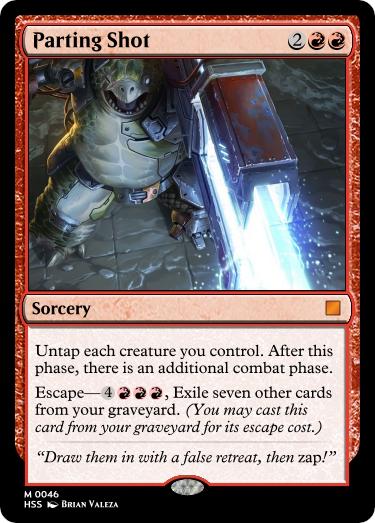 Parting Shot 2
Sorcery
Untap each creature you control. After this
phase, there is an additional combat phase.
Escape—4, Exile seven other cards
from your graveyard. (You may cast this
card from your graveyard for its escape cost.)
“Draw them in with a false retreat, then zap!”
M 0046
HSS Brian Valeza